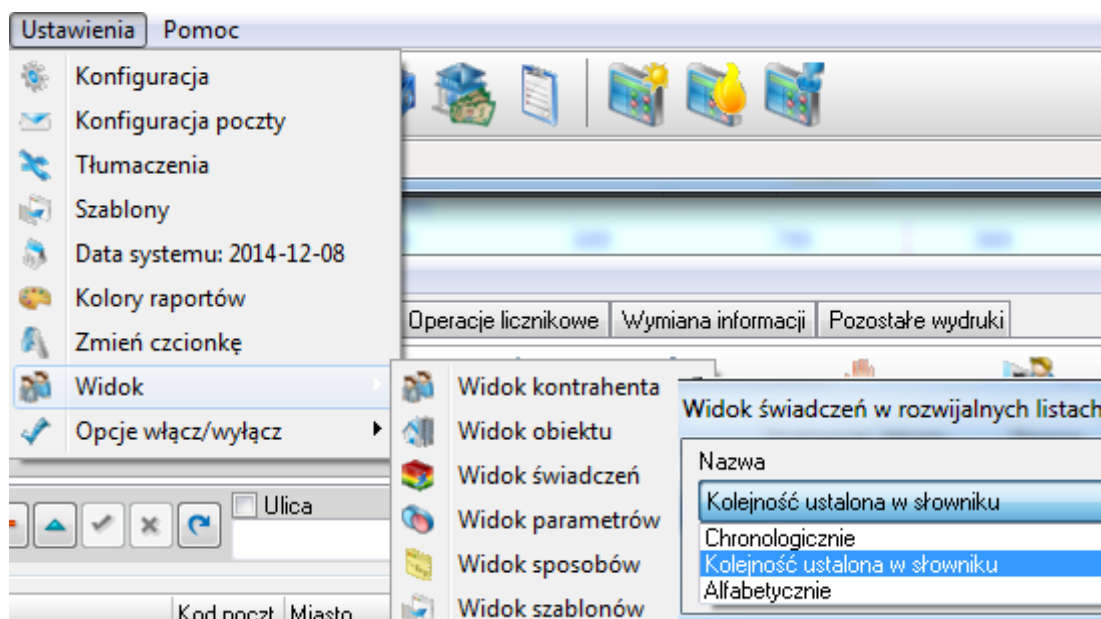 Ustawienia Pomoc
Konfiguracja
Konfiguracja poczty
Tłumaczenia
Szablony
Data systemu: 2014-12-08
Kolory raportów
Zmień czcionkę
Widok
Opcje włącz/wyłącz
Operacje licznikowe Wymiana informacji Pozostałe wydruki
Widok kontrahenta
Widok obiektu
Widok świadczeń
Widok parametrów
Widok sposobów
Widok szablonów
Widok świadczeń w rozwijalnych listach
Nazwa
Kolejność ustalona w słowniku
Chronologicznie
Kolejność ustalona w słowniku
Alfabetycznie
Ulica
Kod poczt Miasto